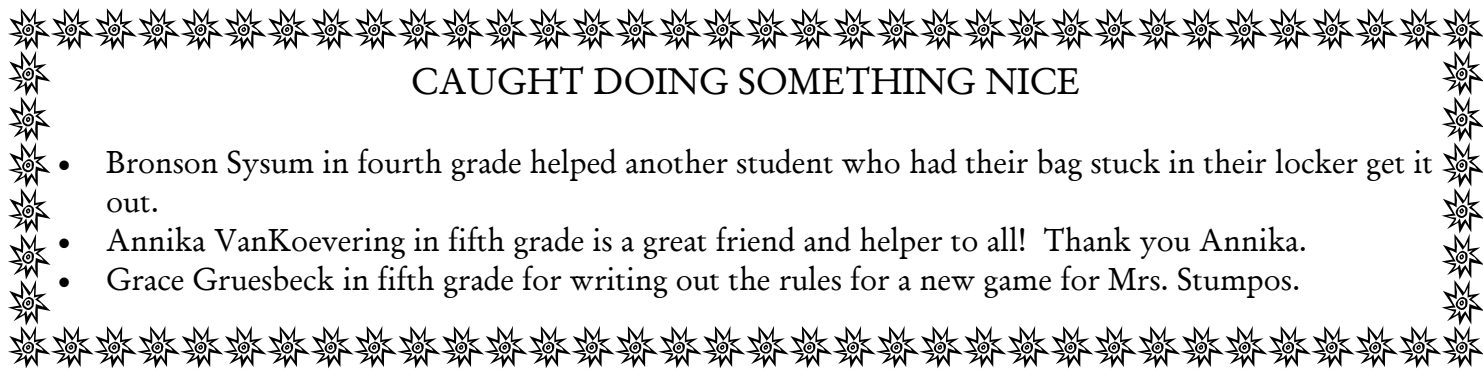 CAUGHT DOING SOMETHING NICE
• Bronson Sysum in fourth grade helped another student who had their bag stuck in their locker get it
out.
• Annika VanKoevering in fifth grade is a great friend and helper to all!  Thank you Annika.
• Grace Gruesbeck in fifth grade for writing out the rules for a new game for Mrs. Stumpos.